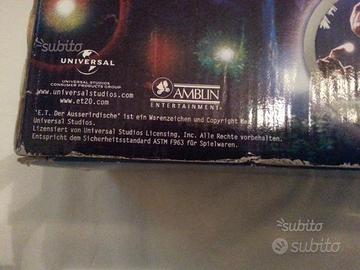 subito
UNIVERSAL
UNIVERSAL STUDIOS
CONSUMER PRODUCTS GROUP
www.universalstudios.com
www.et20.com
AMBLIN
ENTERTAINMENT
"E.T. Der Ausserirdische" ist ein Warenzeichen und Copyright
Universal Studios.
Lizensiert von Universal Studios Licensing, Inc. Alle Rechte vorbehalten.
Entspricht dem Sicherheitsstandard ASTM F963 für Spielwaren.
subito
subito